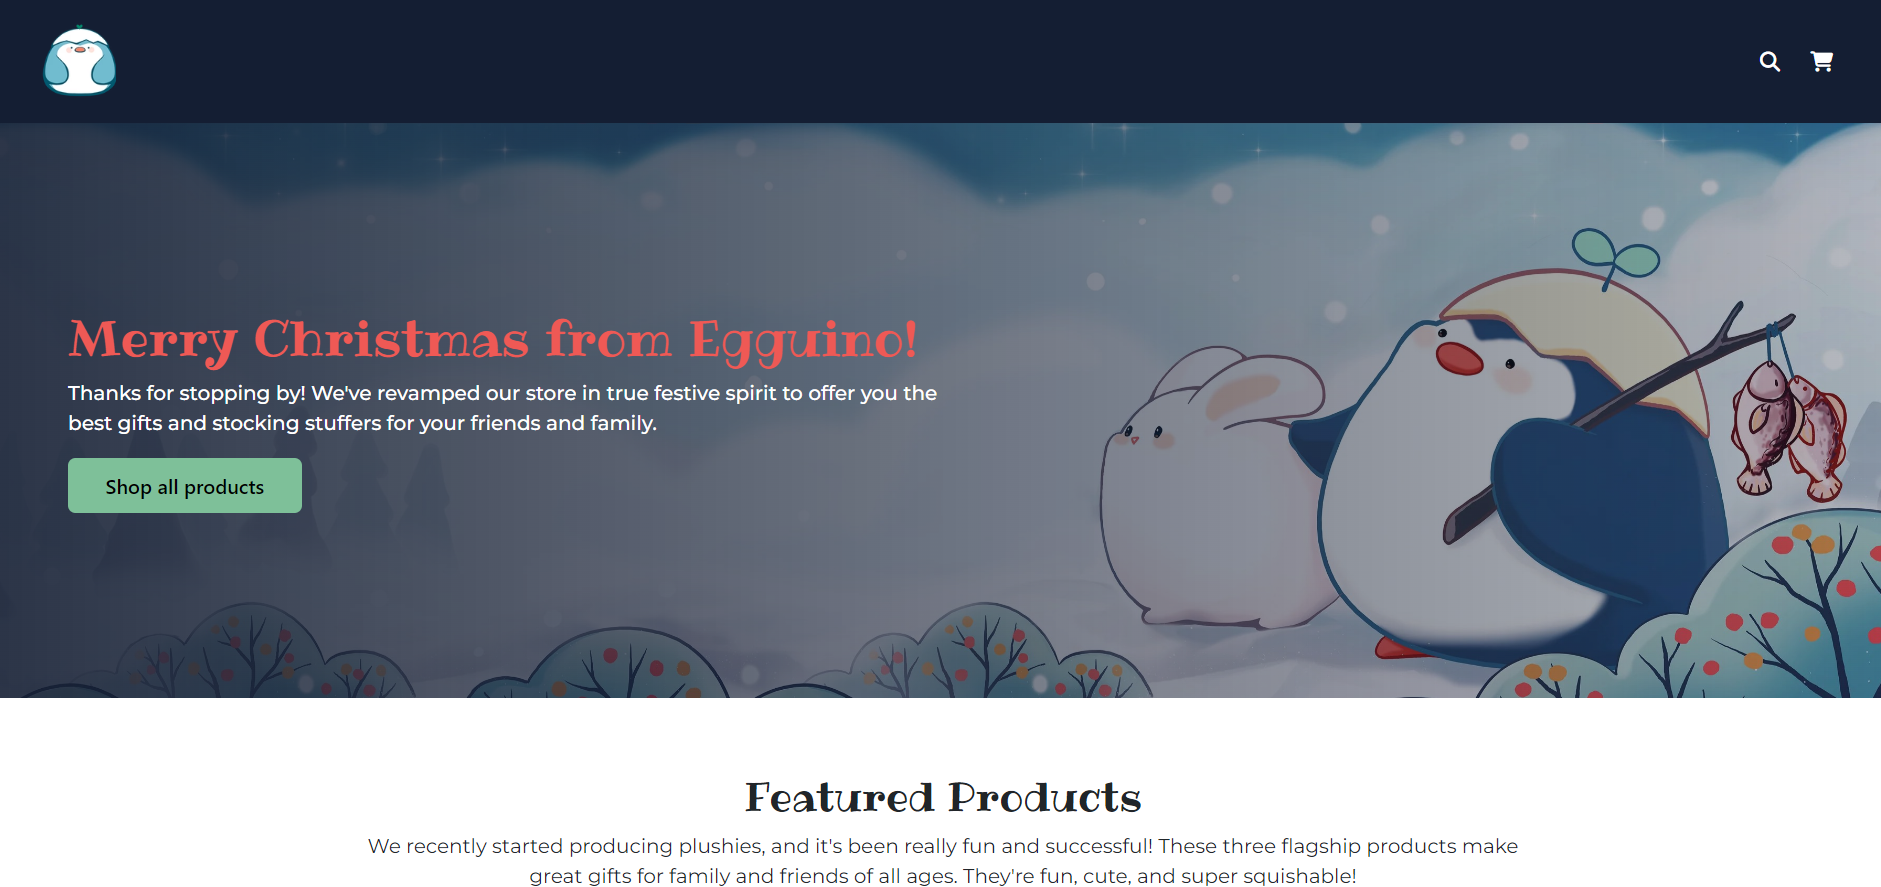 Merry Christmas from Egguino!
Thanks for stopping by! We've revamped our store in true festive spirit to offer you the
best gifts and stocking stuffers for your friends and family.
Shop all products
Featured Products
We recently started producing plushies, and it's been really fun and successful! These three flagship products make
great gifts for family and friends of all ages. They're fun, cute, and super squishable!